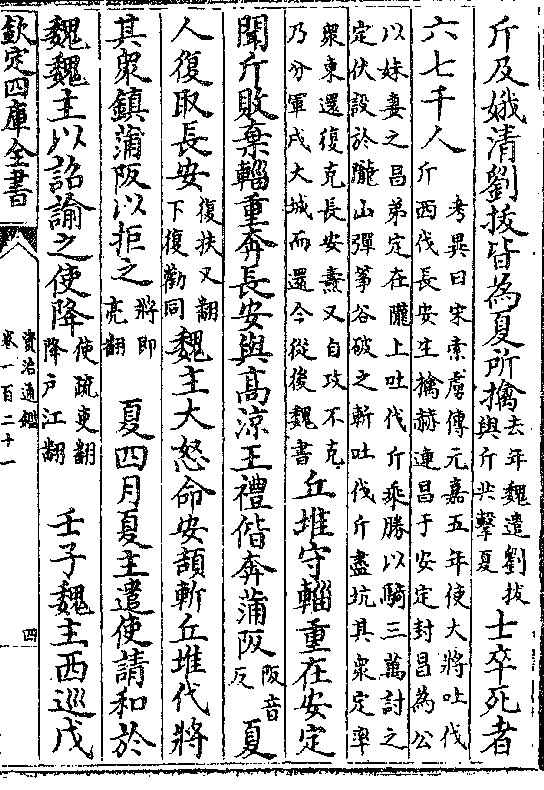 斤及娥清劉拔皆為夏所擒去年魏遣劉拔與斤共擊夏士卒死者
六七千人考異曰宋索虜傳元嘉五年使大將吐伐斤西伐長安生擒赫連昌于安定封昌為公
以妹妻之昌弟定在隴上吐伐斤乘勝以騎三萬討之定伏設於隴山彈箏谷破之斬吐伐斤盡坑其衆定率
衆東還復克長安燾又自攻不克乃分軍戍大城而還今從後魏書丘堆守輜重在安定
聞斤敗棄輜重奔長安與高涼王禮偕奔蒲阪阪音反夏
人復取長安復扶又翻下復勸同魏主大怒命安頡斬丘堆代將
其衆鎮蒲阪以拒之將即亮翻夏四月夏主遣使請和於
魏魏主以詔諭之使降使疏吏翻降戶江翻壬子魏主西巡戊
欽定四庫全書
資治通鑑
卷一百二十一
四